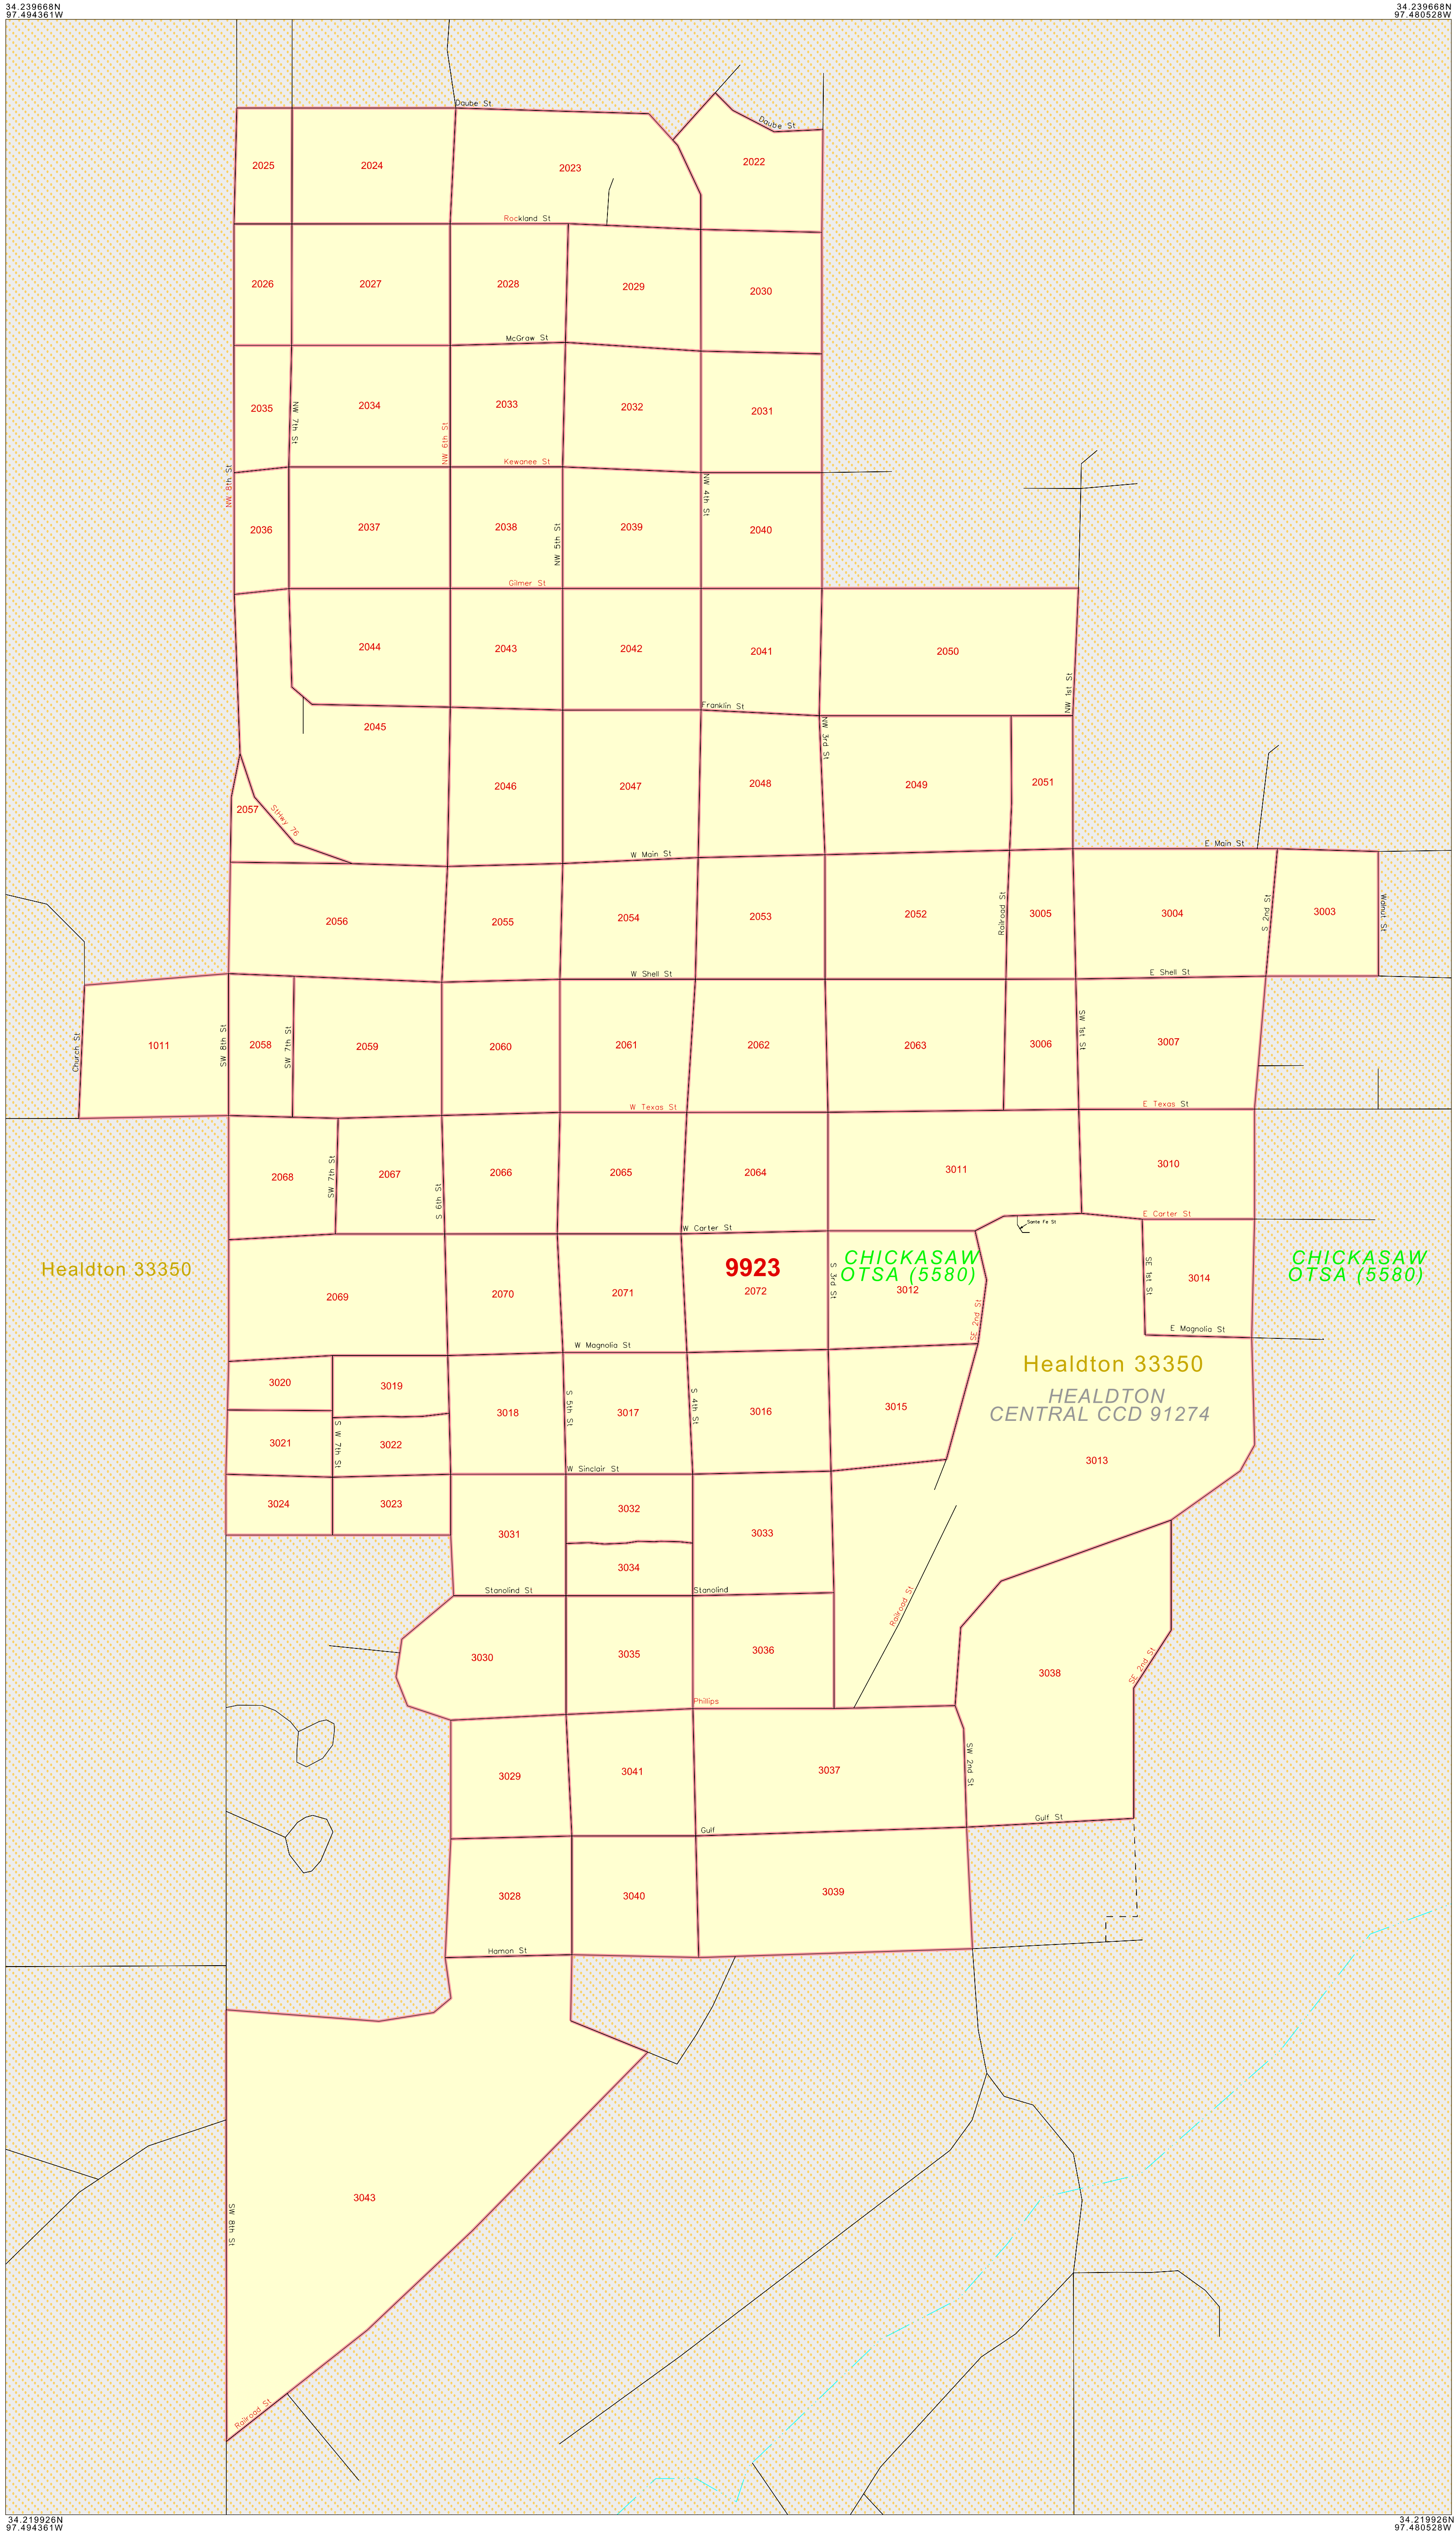 34.239668N
97.494361W
34.239668N
97.480528W
Daube St
Daube St
2025
2024
2023
2022
Rockland St
2026
2027
2028
2029
2030
McGraw St
2035
2034
2033
2032
2031
NW 7th St
NW 6th St
Kewanee St
NW 8th St
NW 4th St
2036
2037
2038
2039
2040
NW 5th St
Gilmer St
2044
2043
2042
2041
2050
NW 1st St
Franklin St
NW 3rd St
2045
2046
2047
2048
2049
2051
2057
StHwy 76
W Main St
E Main St
2056
2055
2054
2053
2052
Railroad St
3005
3004
S 2nd St
3003
Walnut St
W Shell St
E Shell St
Church St
1011
SW 8th St
2058
SW 7th St
2059
2060
2061
2062
2063
3006
SW 1st St
3007
W Texas St
E Texas St
2068
SW 7th St
2067
S 6th St
2066
2065
2064
3011
3010
W Carter St
Santa Fe St
E Carter St
Healdton 33350
9923
CHICKASAW
OTSA (5580)
CHICKASAW
OTSA (5580)
2069
2070
2071
2072
S 3rd St
3012
SE 2nd St
SE 1st St
3014
E Magnolia St
W Magnolia St
Healdton 33350
HEALDTON
CENTRAL CCD 91274
3020
3019
3018
S 5th St
3017
S 4th St
3016
3015
3021
S W 7th St
3022
3013
W Sinclair St
3024
3023
3031
3032
3033
3034
Stanolind St
Stanolind
Railroad St
3030
3035
3036
3038
SE 2nd St
Phillips
3029
3041
3037
SW 2nd St
Gulf
Gulf St
3028
3040
3039
Hamon St
3043
SW 8th St
Railroad St
34.219926N
97.494361W
34.219926N
97.480528W